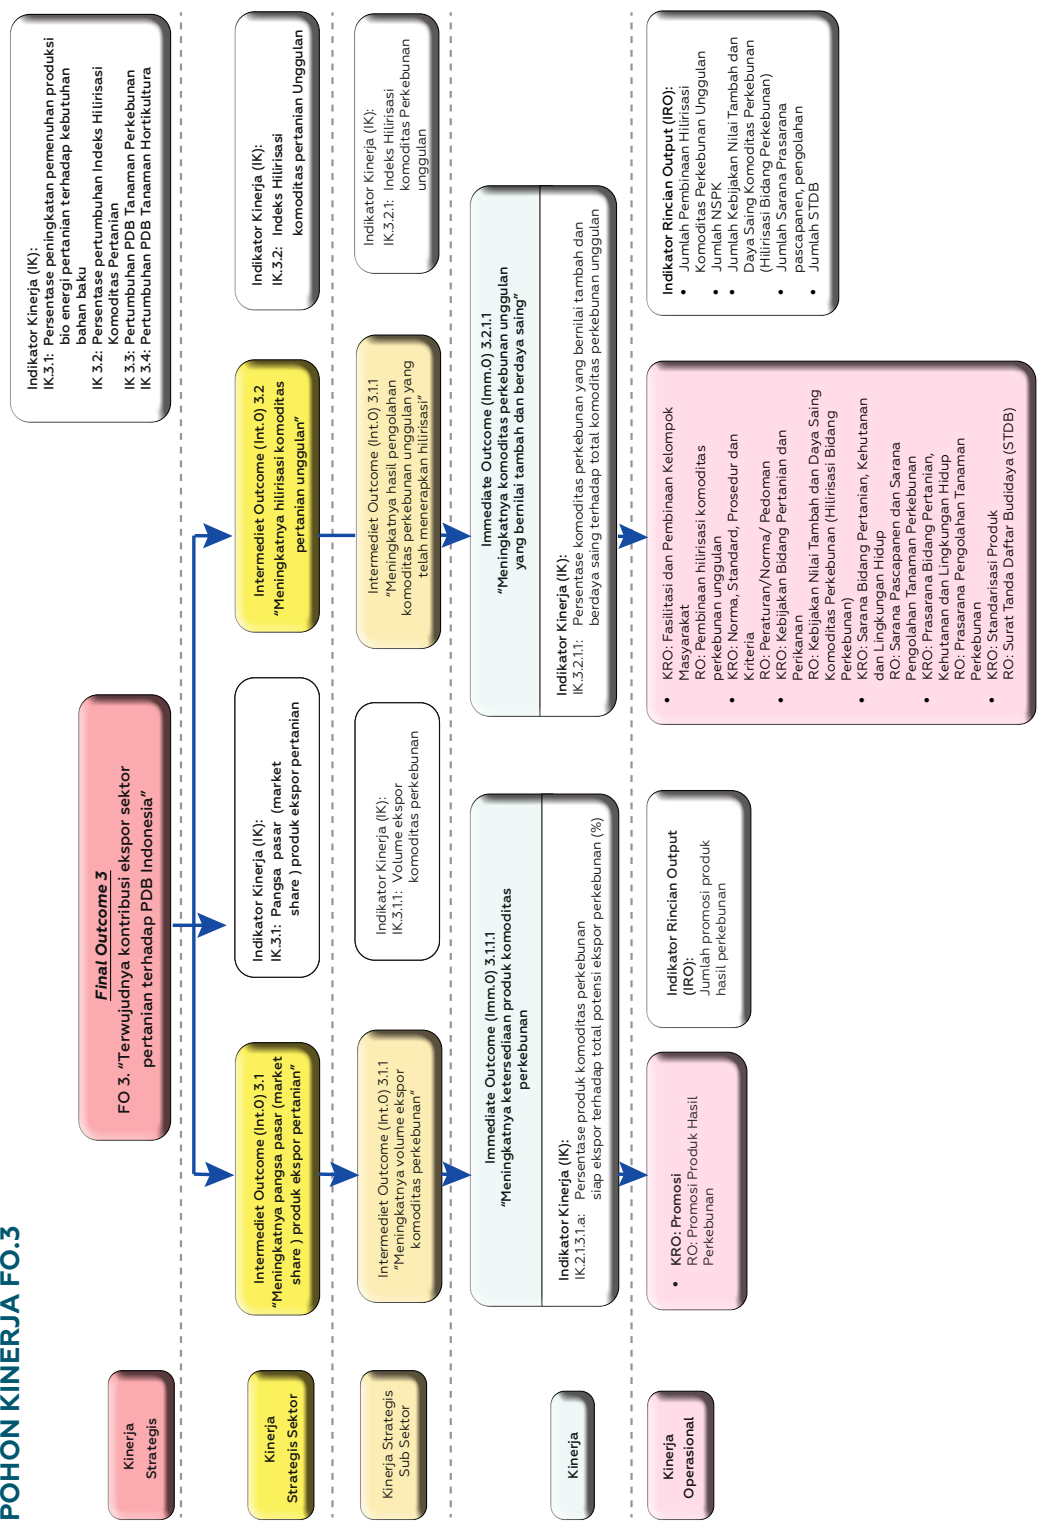 POHON KINERJA FO.3
Kinerja
Strategis
Final Outcome 3
FO 3. “Terwujudnya kontribusi ekspor sektor
pertanian terhadap PDB Indonesia”
Indikator Kinerja (IK):
IK.3.1: Persentase peningkatan pemenuhan produksi
bio energi pertanian terhadap kebutuhan
bahan baku
IK 3.2: Persentase pertumbuhan Indeks Hilirisasi
Komoditas Pertanian
IK 3.3: Pertumbuhan PDB Tanaman Perkebunan
IK 3.4: Pertumbuhan PDB Tanaman Hortikultura
Kinerja
Strategis Sektor
Intermediet Outcome (Int.0) 3.1
“Meningkatnya pangsa pasar (market
share ) produk ekspor pertanian”
Indikator Kinerja (IK):
IK.3.1: Pangsa pasar (market
share ) produk ekspor pertanian
Intermediet Outcome (Int.0) 3.2
“Meningkatnya hilirisasi komoditas
pertanian unggulan”
Indikator Kinerja (IK):
IK.3.2: Indeks Hilirisasi
komoditas pertanian Unggulan
Kinerja Strategis
Sub Sektor
Intermediet Outcome (Int.0) 3.1.1
“Meningkatnya volume ekspor
komoditas perkebunan”
Indikator Kinerja (IK):
IK.3.1.1: Volume ekspor
komoditas perkebunan
Intermediet Outcome (Int.0) 3.1.1
“Meningkatnya hasil pengolahan
komoditas perkebunan unggulan yang
telah menerapkan hilirisasi”
Indikator Kinerja (IK):
IK.3.2.1: Indeks Hilirisasi
komoditas Perkebunan
unggulan
Kinerja
Immediate Outcome (Imm.0) 3.1.1.1
“Meningkatnya ketersediaan produk komoditas
perkebunan
Indikator Kinerja (IK):
IK.2.1.3.1.a: Persentase produk komoditas perkebunan
siap ekspor terhadap total potensi ekspor perkebunan (%)
Immediate Outcome (Imm.0) 3.2.1.1
“Meningkatnya komoditas perkebunan unggulan
yang bernilai tambah dan berdaya saing”
Indikator Kinerja (IK):
IK.3.2.1.1: Persentase komoditas perkebunan yang bernilai tambah dan
berdaya saing terhadap total komoditas perkebunan unggulan
Kinerja
Operasional
• KRO: Promosi
RO: Promosi Produk Hasil
Perkebunan
Indikator Rincian Output
(IRO):
Jumlah promosi produk
hasil perkebunan
• KRO: Fasilitasi dan Pembinaan Kelompok
Masyarakat
RO: Pembinaan hilirisasi komoditas
perkebunan unggulan
• KRO: Norma, Standard, Prosedur dan
Kriteria
RO: Peraturan/Norma/ Pedoman
• KRO: Kebijakan Bidang Pertanian dan
Perikanan
RO: Kebijakan Nilai Tambah dan Daya Saing
Komoditas Perkebunan (Hilirisasi Bidang
Perkebunan)
• KRO: Sarana Bidang Pertanian, Kehutanan
dan Lingkungan Hidup
RO: Sarana Pascapanen dan Sarana
Pengolahan Tanaman Perkebunan
• KRO: Prasarana Bidang Pertanian,
Kehutanan dan Lingkungan Hidup
RO: Prasarana Pengolahan Tanaman
Perkebunan
• KRO: Standarisasi Produk
RO: Surat Tanda Daftar Budidaya (STDB)
Indikator Rincian Output (IRO):
• Jumlah Pembinaan Hilirisasi
Komoditas Perkebunan Unggulan
• Jumlah NSPK
• Jumlah Kebijakan Nilai Tambah dan
Daya Saing Komoditas Perkebunan
(Hilirisasi Bidang Perkebunan)
• Jumlah Sarana Prasarana
pascapanen, pengolahan
• Jumlah STDB